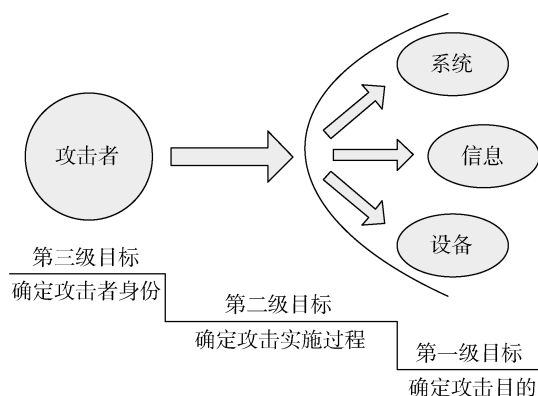 系统
攻击者
信息
设备
第三级目标
确定攻击者身份
第二级目标
确定攻击实施过程
第一级目标
确定攻击目的